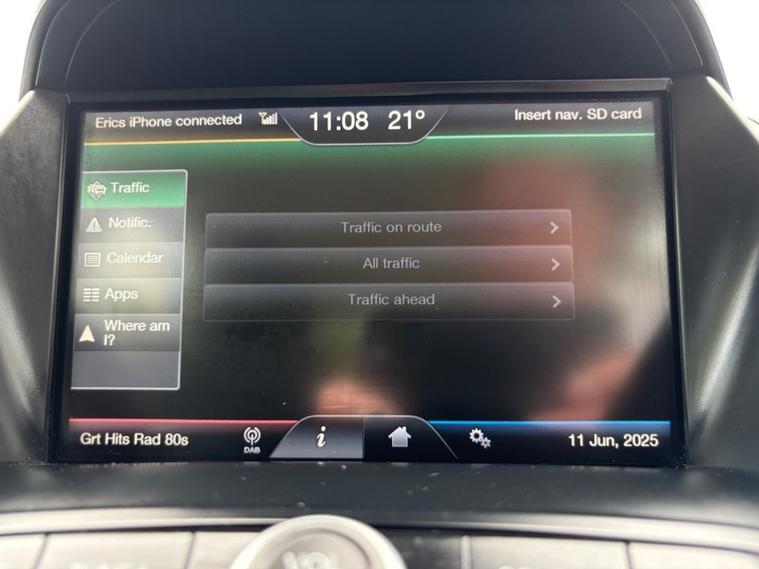 Erics iPhone connected
11:08 21°
Insert nav. SD card
Traffic
Notific.
Calendar
Apps
Where am
I?
Traffic on route
All traffic
Traffic ahead
Grt Hits Rad 80s
DAB
i
11 Jun, 2025
VOL